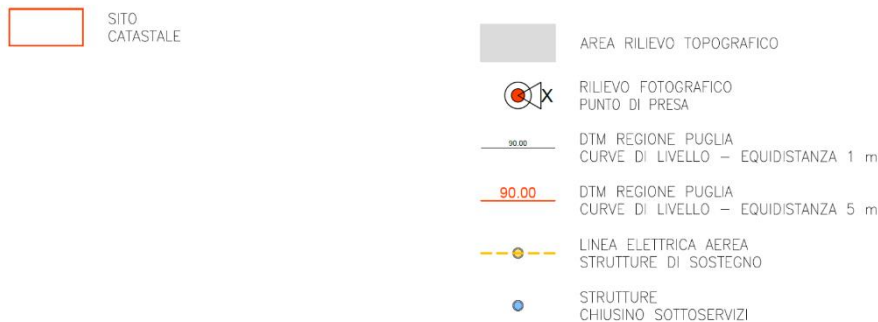 SITO
CATASTALE
AREA RILIEVO TOPOGRAFICO
X
RILIEVO FOTOGRAFICO
PUNTO DI PRESA
90.00
DTM REGIONE PUGLIA
CURVE DI LIVELLO – EQUIDISTANZA 1 m
90.00
DTM REGIONE PUGLIA
CURVE DI LIVELLO – EQUIDISTANZA 5 m
LINEA ELETTRICA AEREA
STRUTTURE DI SOSTEGNO
STRUTTURE
CHIUSINO SOTTOSERVIZI